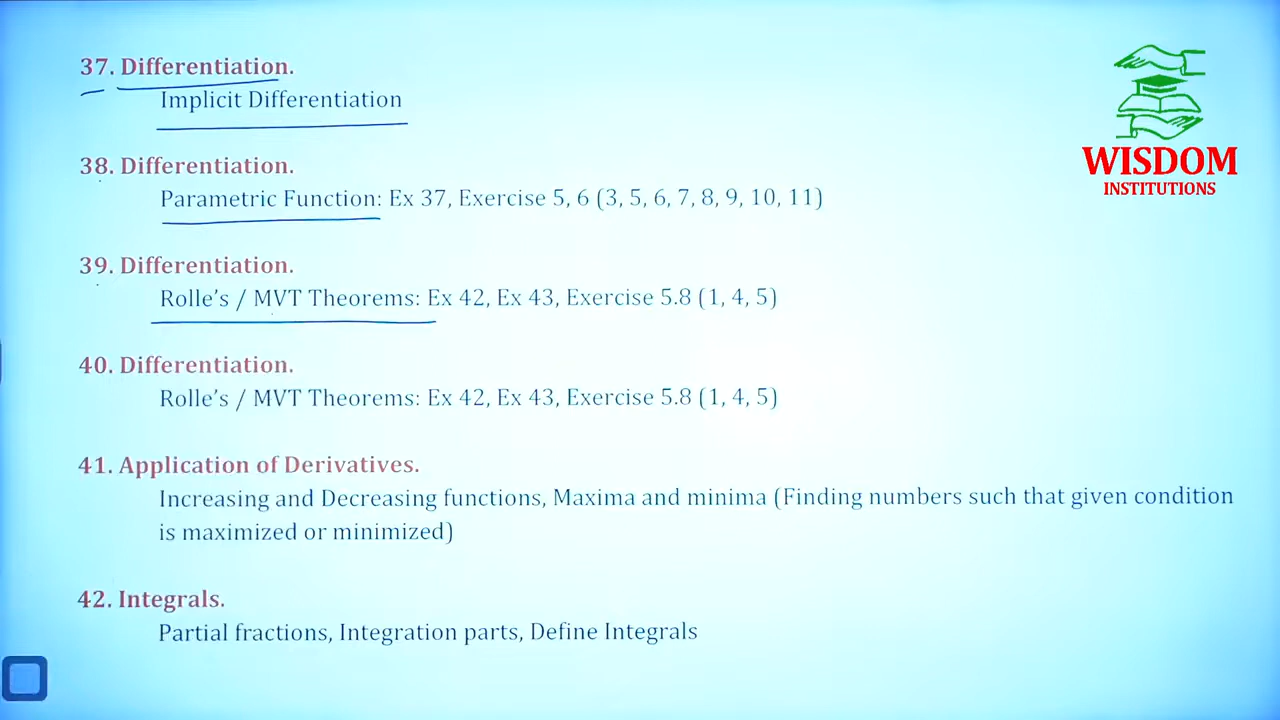 37. Differentiation.
Implicit Differentiation
38. Differentiation.
Parametric Function: Ex 37, Exercise 5, 6 (3, 5, 6, 7, 8, 9, 10, 11)
39. Differentiation.
Rolle's / MVT Theorems: Ex 42, Ex 43, Exercise 5.8 (1, 4, 5)
40. Differentiation.
Rolle's / MVT Theorems: Ex 42, Ex 43, Exercise 5.8 (1, 4, 5)
41. Application of Derivatives.
Increasing and Decreasing functions, Maxima and minima (Finding numbers such that given condition
is maximized or minimized)
42. Integrals.
Partial fractions, Integration parts, Define Integrals
WISDOM
INSTITUTIONS